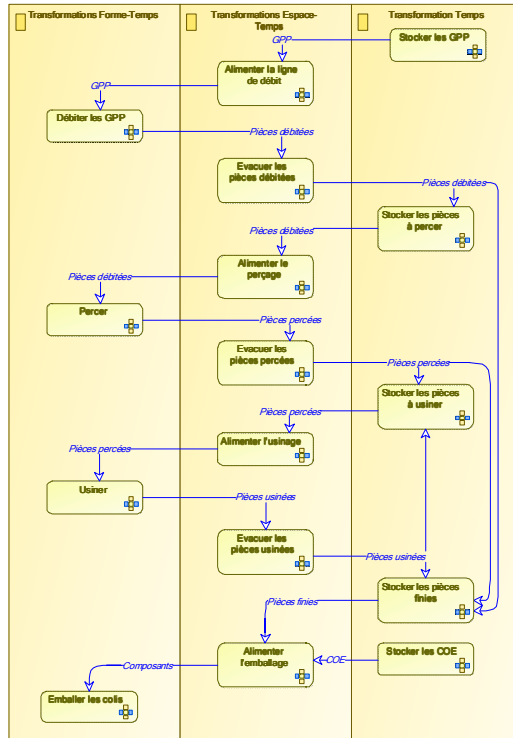 Transformations Forme-Temps
Transformations Espace-
Temps
Transformation Temps
Stocker les GPP
GPP
Alimenter la ligne
de débit
GPP
Débiter les GPP
Pièces débitées
Evacuer les
pièces débitées
Pièces débitées
Stocker les pièces
à percer
Pièces débitées
Alimenter le
perçage
Pièces débitées
Percer
Pièces percées
Evacuer les
pièces percées
Pièces percées
Stocker les pièces
à usiner
Pièces percées
Alimenter l'usinage
Pièces percées
Usiner
Pièces usinées
Evacuer les
pièces usinées
Pièces usinées
Stocker les pièces
finies
Pièces finies
Alimenter
l'emballage
COE
Stocker les COE
Composants
Emballer les colis